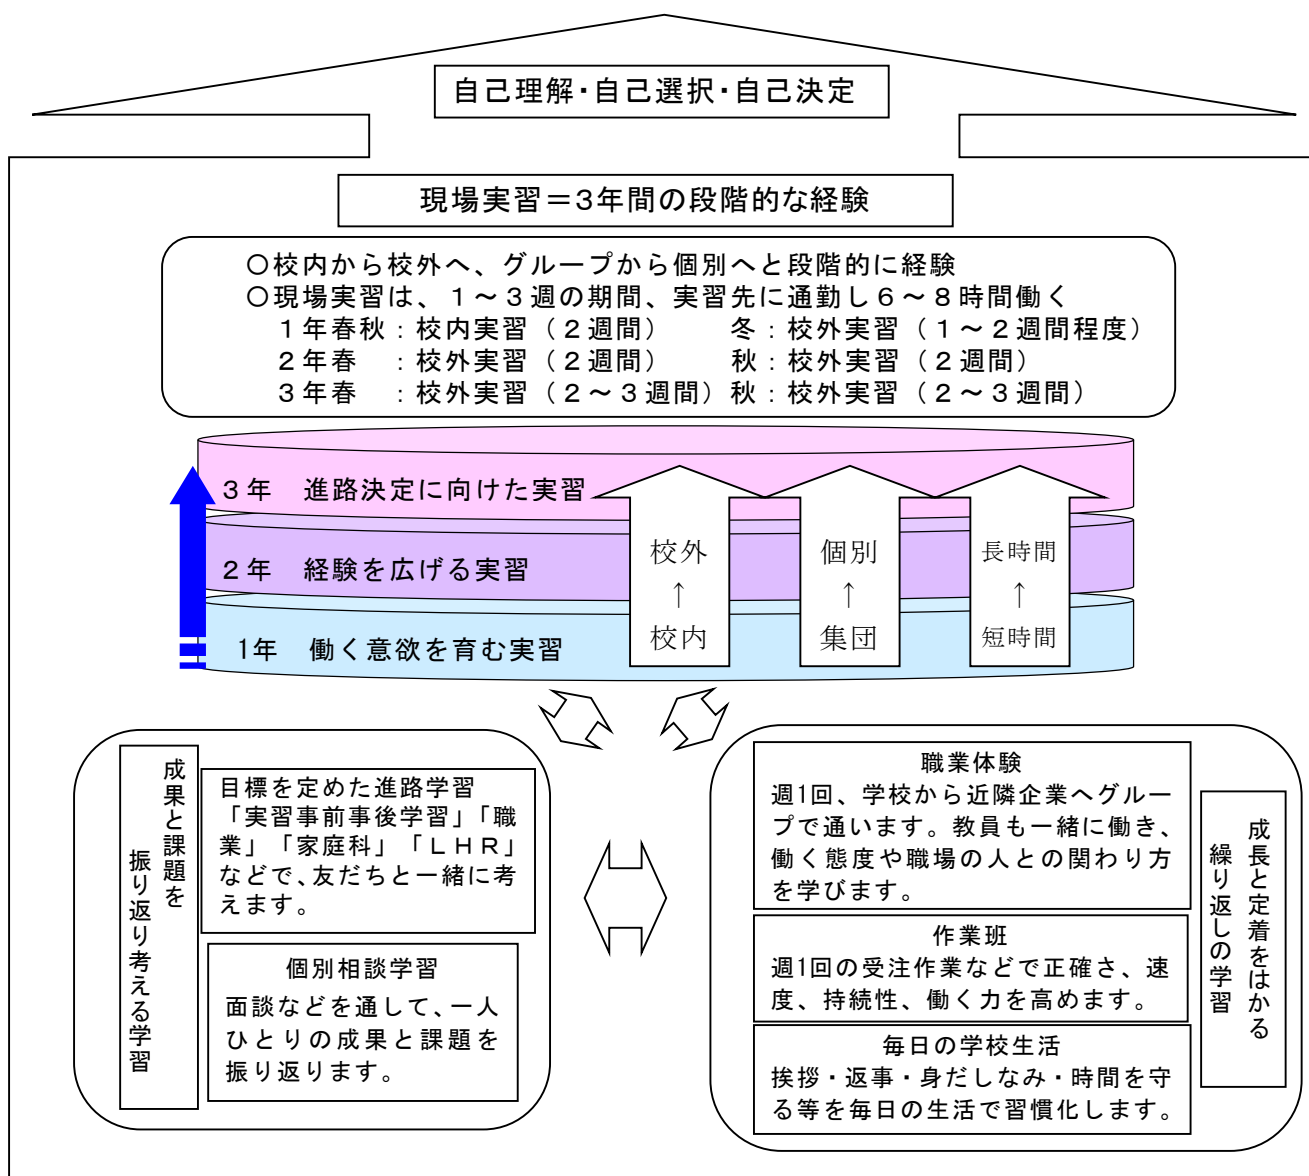 自己理解・自己選択・自己決定
現場実習＝3年間の段階的な経験
○校内から校外へ、グループから個別へと段階的に経験
○現場実習は、１～３週の期間、実習先に通勤し６～８時間働く
１年春秋：校内実習（２週間）　　冬：校外実習（１～２週間程度）
２年春　：校外実習（２週間）　　秋：校外実習（２週間）
３年春　：校外実習（２～３週間）秋：校外実習（２～３週間）
３年　進路決定に向けた実習
２年　経験を広げる実習
1年　働く意欲を育む実習
校外
↑
校内
個別
↑
集団
長時間
↑
短時間
成果と課題を
振り返り考える学習
目標を定めた進路学習
「実習事前事後学習」「職
業」「家庭科」「ＬＨＲ」
などで、友だちと一緒に考
えます。
個別相談学習
面談などを通して、一人
ひとりの成果と課題を
振り返ります。
職業体験
週1回、学校から近隣企業へグルー
プで通います。教員も一緒に働き、
働く態度や職場の人との関わり方
を学びます。
作業班
週1回の受注作業などで正確さ、速
度、持続性、働く力を高めます。
毎日の学校生活
挨拶・返事・身だしなみ・時間を守
る等を毎日の生活で習慣化します。
成長と定着をはかる
繰り返しの学習